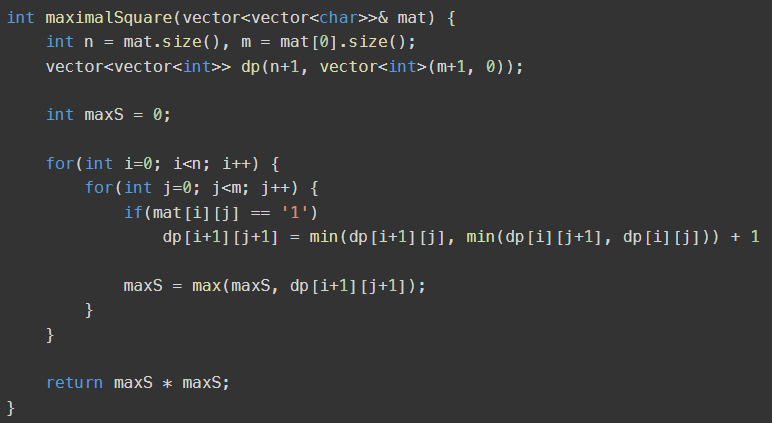 int maximalSquare(vector<vector<char>>& mat) {
    int n = mat.size(), m = mat[0].size();
    vector<vector<int>> dp(n+1, vector<int>(m+1, 0));

    int maxS = 0;

    for(int i=0; i<n; i++) {
        for(int j=0; j<m; j++) {
            if(mat[i][j] == '1')
                dp[i+1][j+1] = min(dp[i+1][j], min(dp[i][j+1], dp[i][j])) + 1

            maxS = max(maxS, dp[i+1][j+1]);
        }
    }

    return maxS * maxS;
}